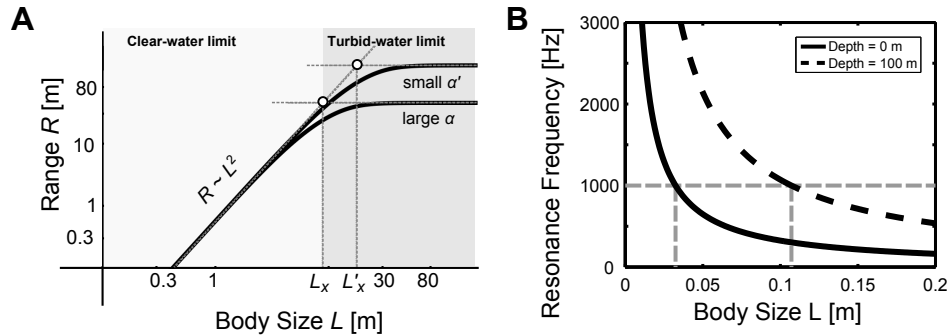 A
Clear-water limit
Turbid-water limit
small α'
large α
R ~ L²
Range R [m]
80
10
1
0.3
0.3
1
Lₓ
L'ₓ
30
80
Body Size L [m]
B
Depth = 0 m
Depth = 100 m
Resonance Frequency [Hz]
3000
2000
1000
0
0
0.05
0.1
0.15
0.2
Body Size L [m]